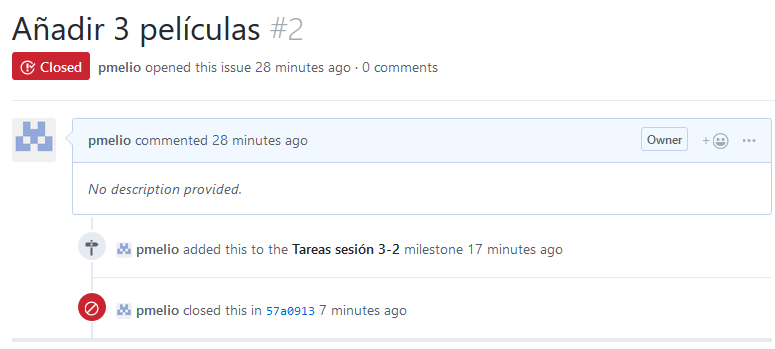 Añadir 3 películas #2
Closed pmelio opened this issue 28 minutes ago · 0 comments
pmelio commented 28 minutes ago Owner
No description provided.
pmelio added this to the Tareas sesión 3-2 milestone 17 minutes ago
pmelio closed this in 57a0913 7 minutes ago